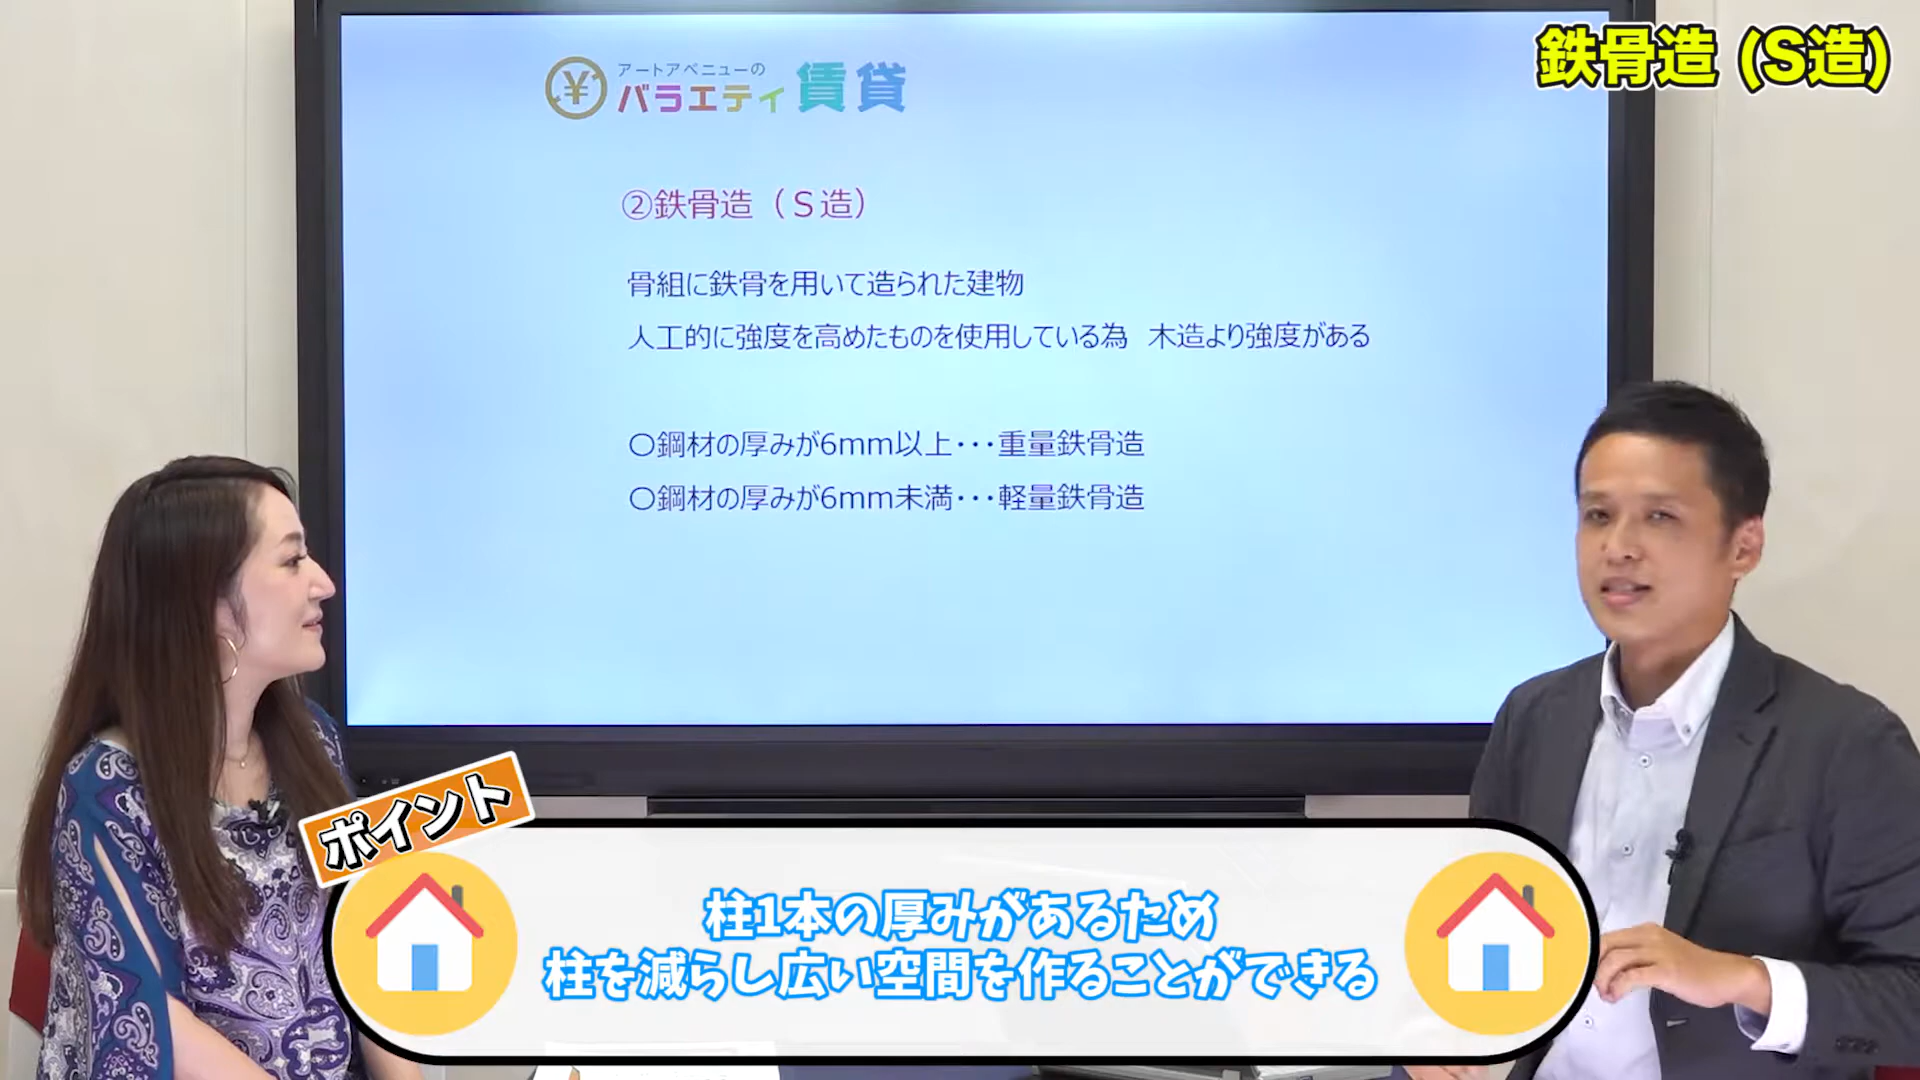 鉄骨造 (S造)
アートアベニューの
バラエティ賃貸
②鉄骨造（Ｓ造）
骨組に鉄骨を用いて造られた建物
人工的に強度を高めたものを使用している為　木造より強度がある
〇鋼材の厚みが6mm以上･･･重量鉄骨造
〇鋼材の厚みが6mm未満･･･軽量鉄骨造
ポイント
柱1本の厚みがあるため
柱を減らし広い空間を作ることができる